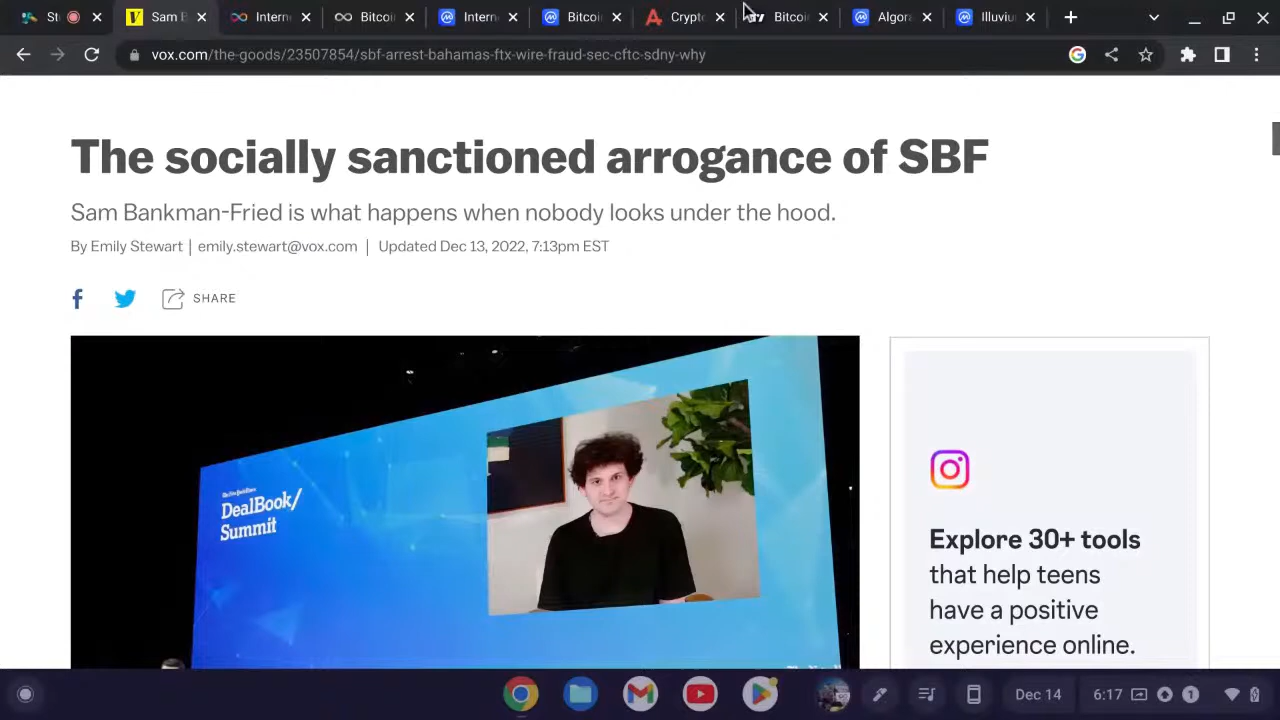 St
Sam B
Intern
Bitcoi
Intern
Bitcoi
Crypt
Bitcoi
Algora
Illuviu
vox.com/the-goods/23507854/sbf-arrest-bahamas-ftx-wire-fraud-sec-cftc-sdny-why
The socially sanctioned arrogance of SBF
Sam Bankman-Fried is what happens when nobody looks under the hood.
By Emily Stewart | emily.stewart@vox.com | Updated Dec 13, 2022, 7:13pm EST
SHARE
DealBook/
Summit
Explore 30+ tools
that help teens
have a positive
experience online.
Dec 14
6:17
1